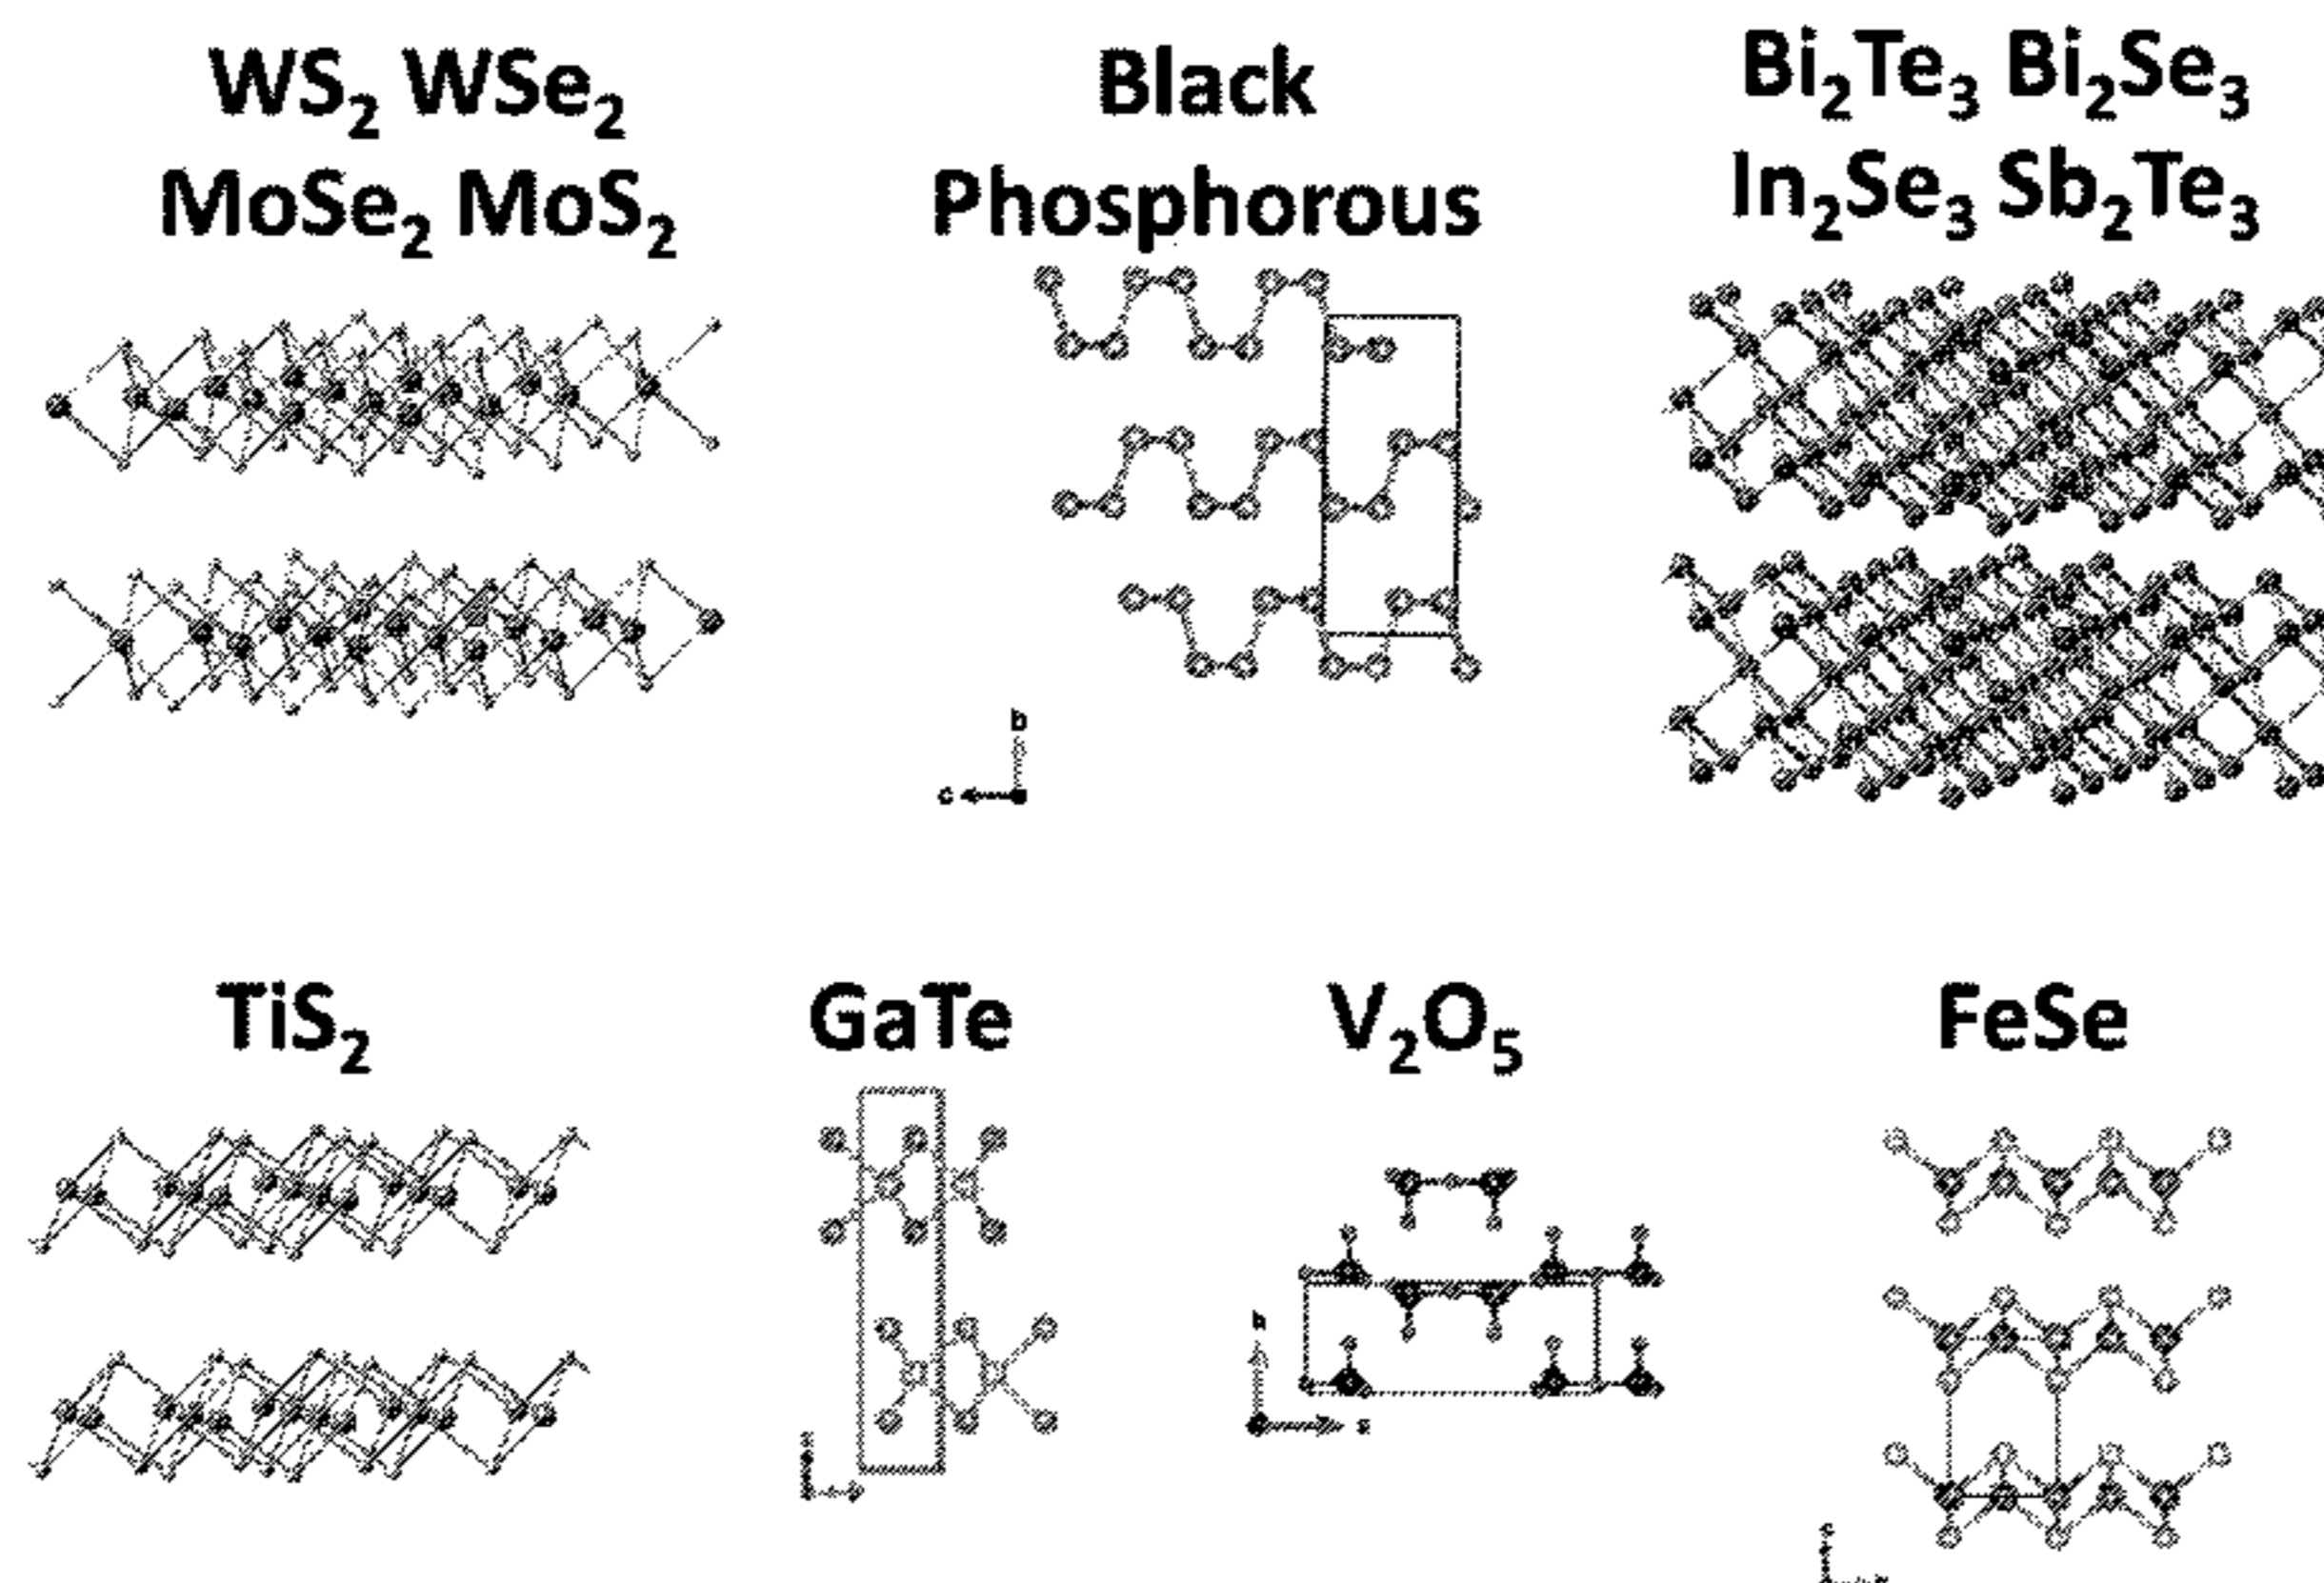 WS₂ WSe₂
MoSe₂ MoS₂
Black
Phosphorous
Bi₂Te₃ Bi₂Se₃
In₂Se₃ Sb₂Te₃
b
c
TiS₂
GaTe
V₂O₅
FeSe
c